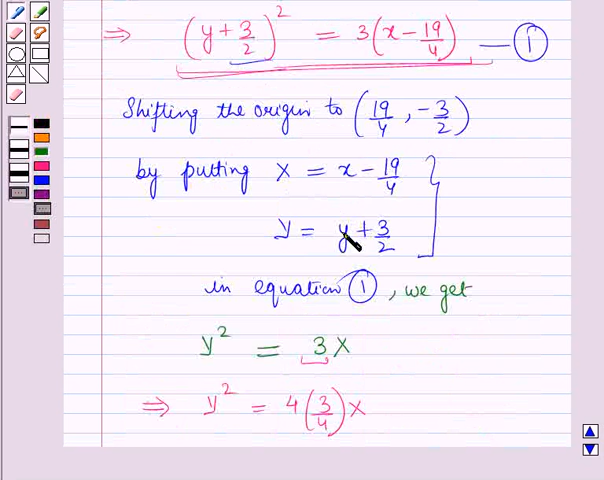 ⇒ (y + 3/2)² = 3(x − 19/4) — ①
Shifting the origin to (19/4, −3/2)
by putting X = x − 19/4
Y = y + 3/2
in equation ①, we get
Y² = 3X
⇒ Y² = 4(3/4)X